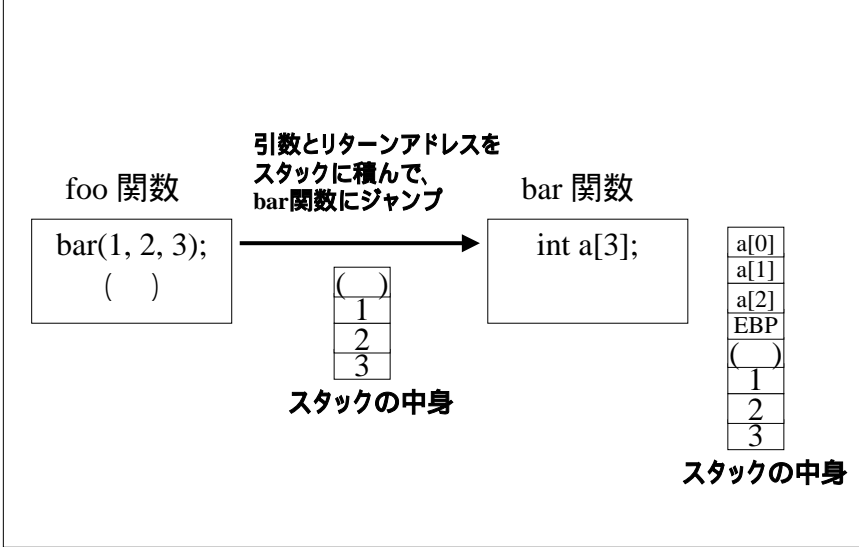 引数とリターンアドレスを
スタックに積んで、
bar関数にジャンプ
foo 関数
bar(1, 2, 3);
(　)
(　)
1
2
3
スタックの中身
bar 関数
int a[3];
a[0]
a[1]
a[2]
EBP
(　)
1
2
3
スタックの中身